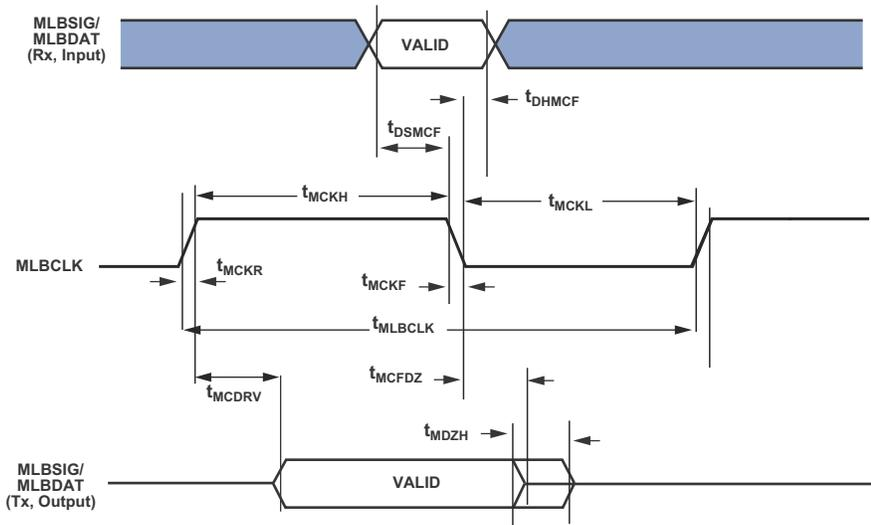 MLBSIG/
MLBDAT
(Rx, Input)
VALID
tDHMCF
tDSMCF
tMCKH
tMCKL
MLBCLK
tMCKR
tMCKF
tMLBCLK
tMCFDZ
tMCDRV
tMDZH
MLBSIG/
MLBDAT
(Tx, Output)
VALID